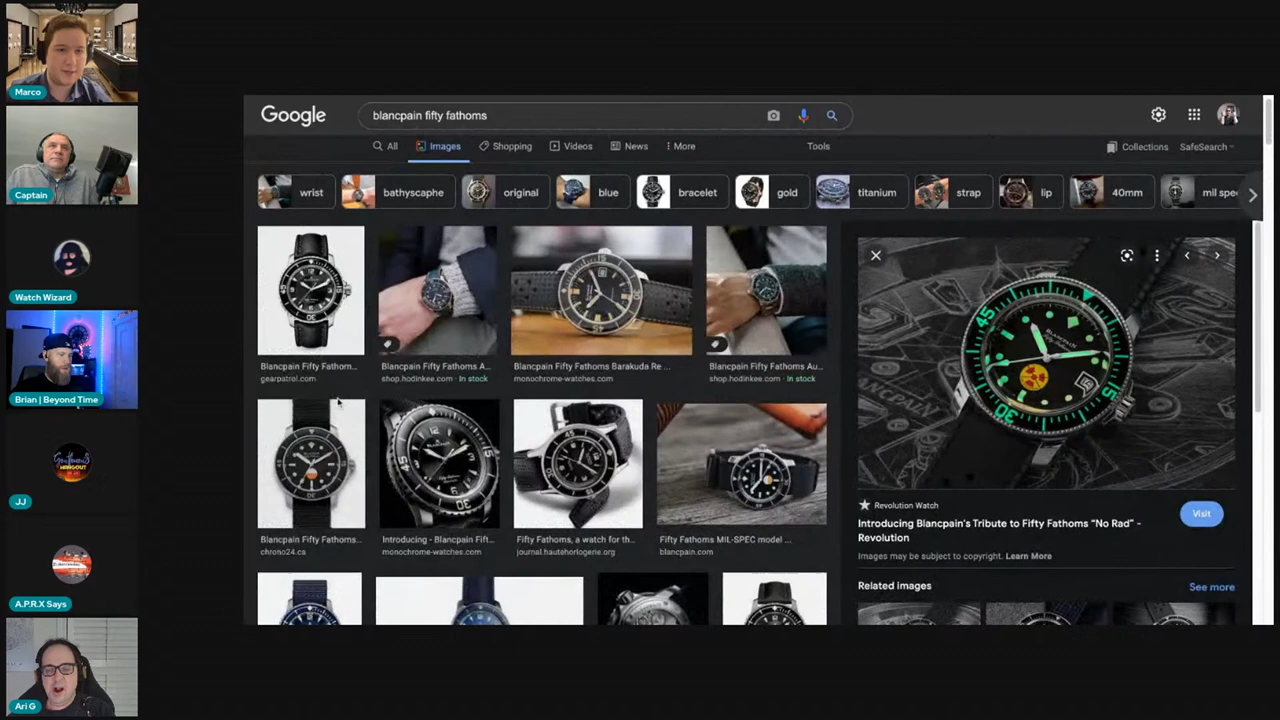 Marco
Captain
Watch Wizard
Brian | Beyond Time
JJ
A.P.R.X Says
Ari G
Google
blancpain fifty fathoms
All
Images
Shopping
Videos
News
More
Tools
Collections
SafeSearch
wrist
bathyscaphe
original
blue
bracelet
gold
titanium
strap
lip
40mm
mil spec
Blancpain Fifty Fathom...
gearpatrol.com
Blancpain Fifty Fathoms A...
shop.hodinkee.com · In stock
Blancpain Fifty Fathoms Barakuda Re ...
monochrome-watches.com
Blancpain Fifty Fathoms Au...
shop.hodinkee.com · In stock
Blancpain Fifty Fathoms...
chrono24.ca
Introducing - Blancpain Fift...
monochrome-watches.com
Fifty Fathoms, a watch for th...
journal.hautehorlogerie.org
Fifty Fathoms MIL-SPEC model ...
blancpain.com
45
15
30
BLANCPAIN
Revolution Watch
Introducing Blancpain's Tribute to Fifty Fathoms “No Rad” -
Revolution
Visit
Images may be subject to copyright. Learn More
Related images
See more